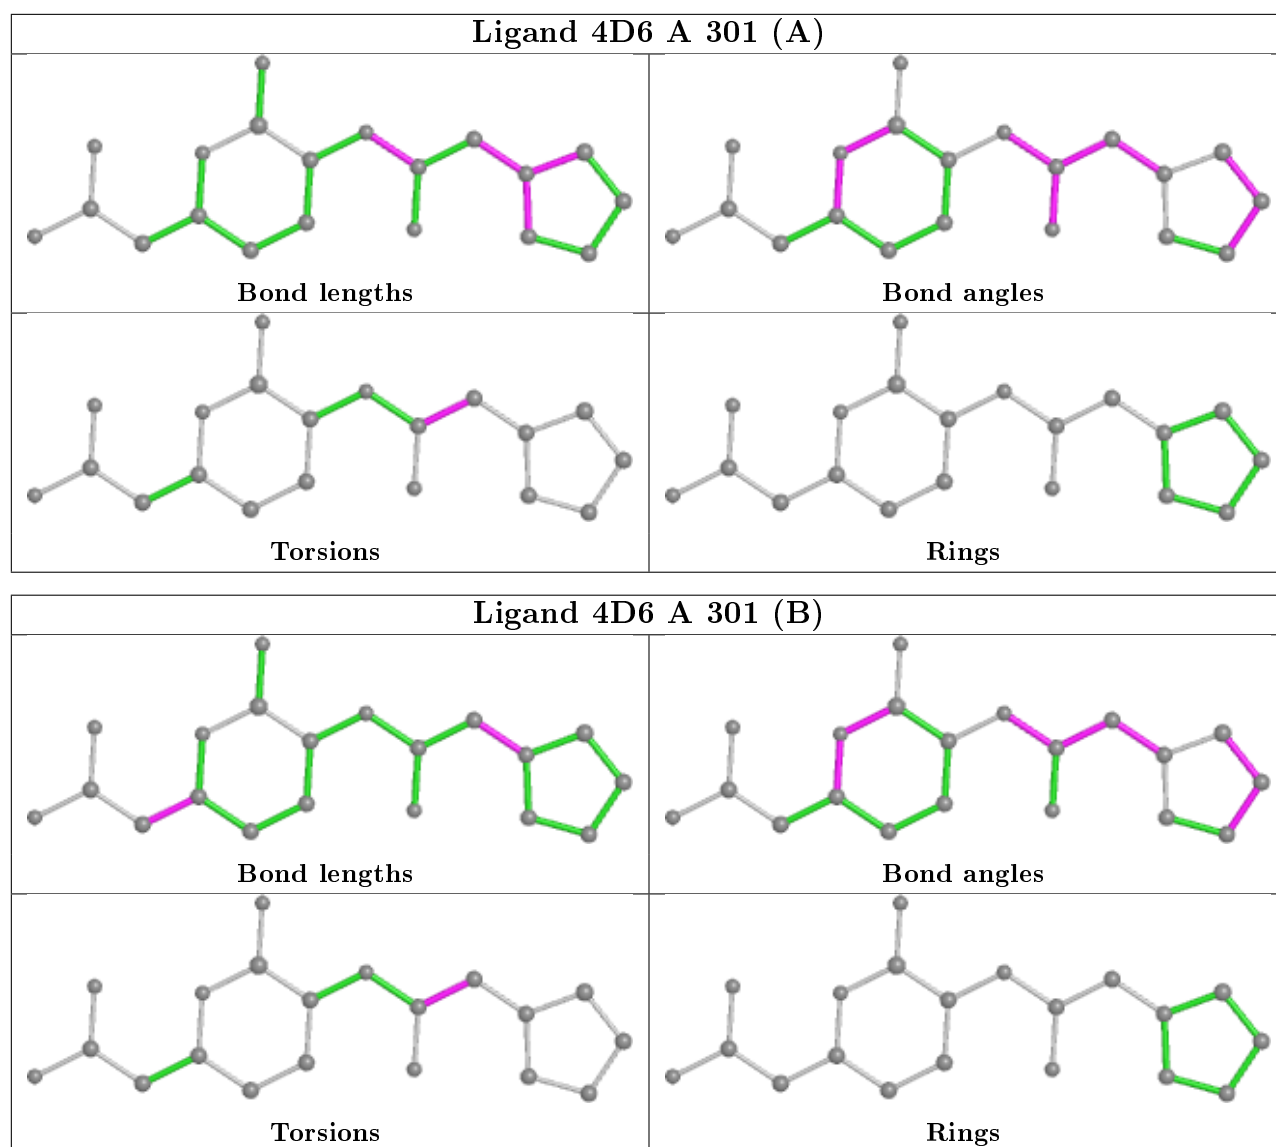 Ligand 4D6 A 301 (A)
Bond lengths
Bond angles
Torsions
Rings
Ligand 4D6 A 301 (B)
Bond lengths
Bond angles
Torsions
Rings